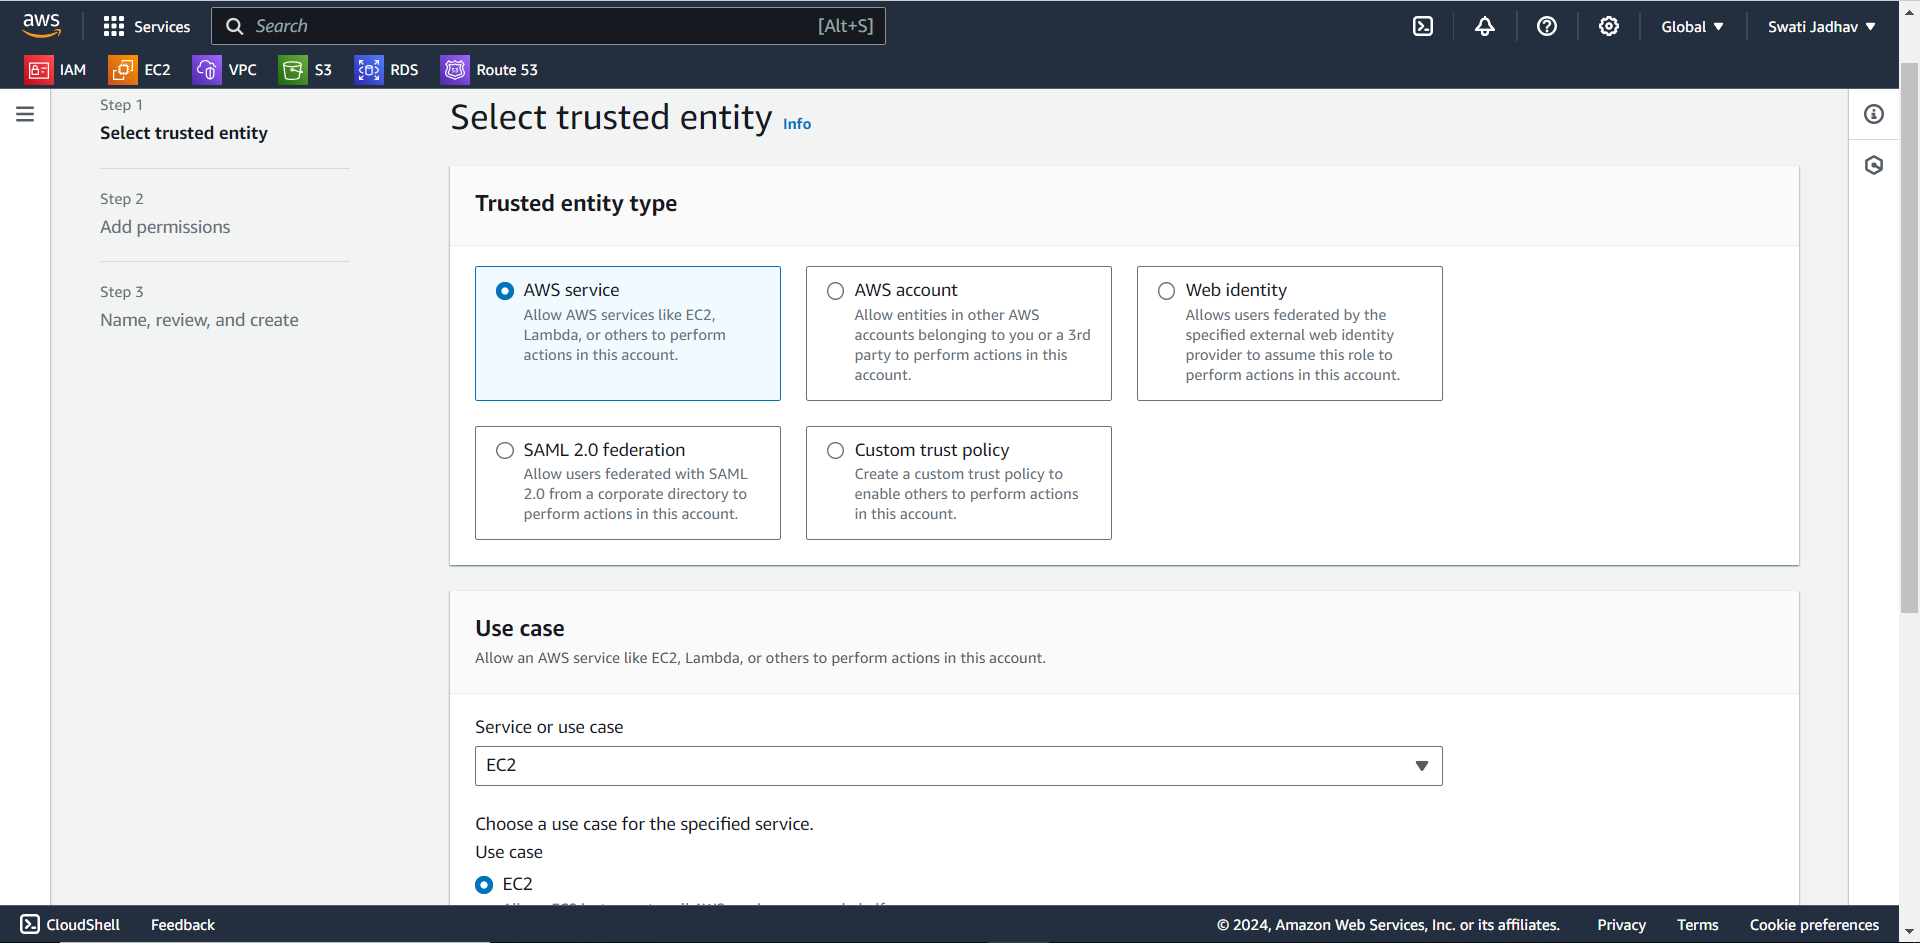 aws
Services
Search
[Alt+S]
Global
Swati Jadhav
IAM
EC2
VPC
S3
RDS
Route 53
Step 1
Select trusted entity
Step 2
Add permissions
Step 3
Name, review, and create
Select trusted entity Info
Trusted entity type
AWS service
Allow AWS services like EC2,
Lambda, or others to perform
actions in this account.
AWS account
Allow entities in other AWS
accounts belonging to you or a 3rd
party to perform actions in this
account.
Web identity
Allows users federated by the
specified external web identity
provider to assume this role to
perform actions in this account.
SAML 2.0 federation
Allow users federated with SAML
2.0 from a corporate directory to
perform actions in this account.
Custom trust policy
Create a custom trust policy to
enable others to perform actions
in this account.
Use case
Allow an AWS service like EC2, Lambda, or others to perform actions in this account.
Service or use case
EC2
Choose a use case for the specified service.
Use case
EC2
CloudShell
Feedback
© 2024, Amazon Web Services, Inc. or its affiliates.
Privacy
Terms
Cookie preferences